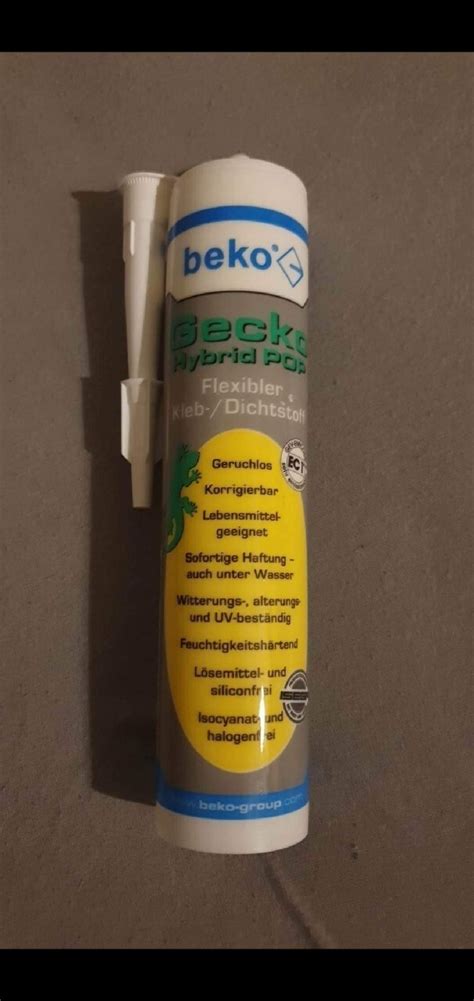 beko
Gecko
Hybrid POP
Flexibler
Kleb-/Dichtstoff
Geruchlos
Korrigierbar
Lebensmittel-
geeignet
Sofortige Haftung -
auch unter Wasser
Witterungs-, alterungs-
und UV-beständig
Feuchtigkeitshärtend
Lösemittel- und
siliconfrei
Isocyanat- und
halogenfrei
www.beko-group.com